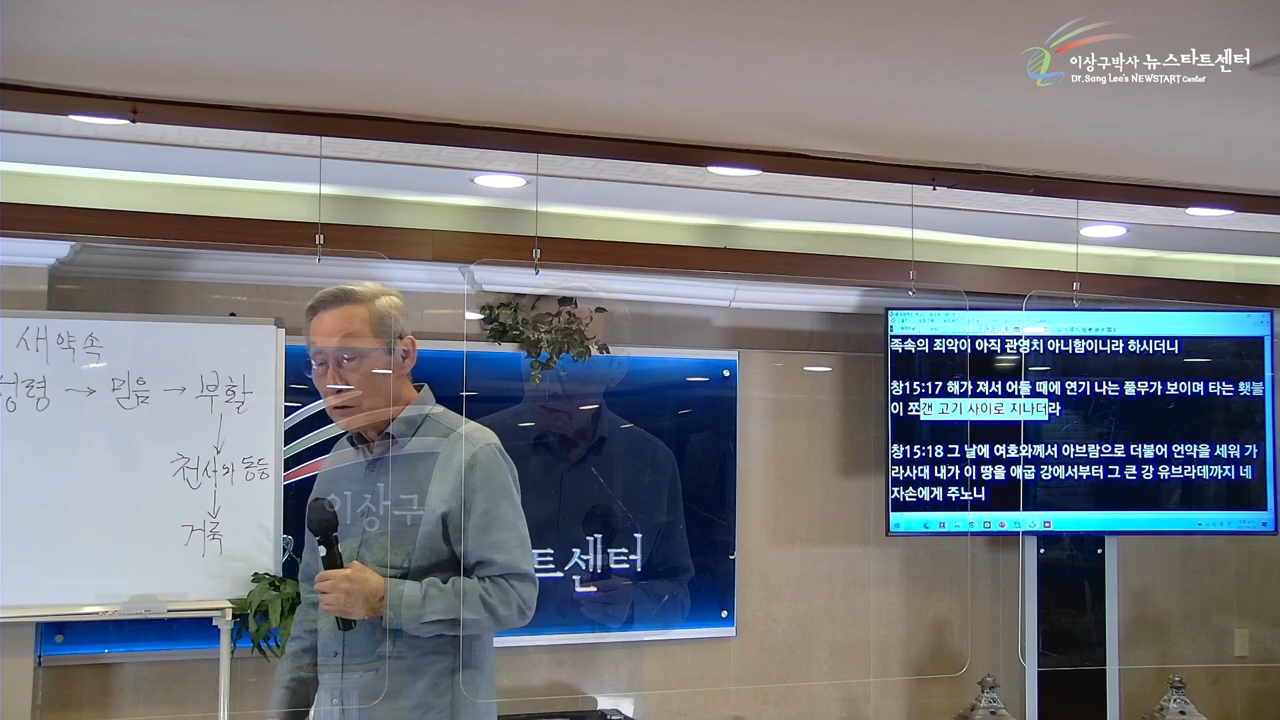 이상구박사 뉴스타트센터
Dr. Sang Lee's NEWSTART Center
새약속
성령 → 믿음 → 부활
천사와 동등
거룩
이상구
트센터
족속의 죄악이 아직 관영치 아니함이니라 하시더니
창15:17 해가 져서 어둘 때에 연기 나는 풀무가 보이며 타는 횃불
이 쪼갠 고기 사이로 지나더라
창15:18 그 날에 여호와께서 아브람으로 더불어 언약을 세워 가
라사대 내가 이 땅을 애굽 강에서부터 그 큰 강 유브라데까지 네
자손에게 주노니